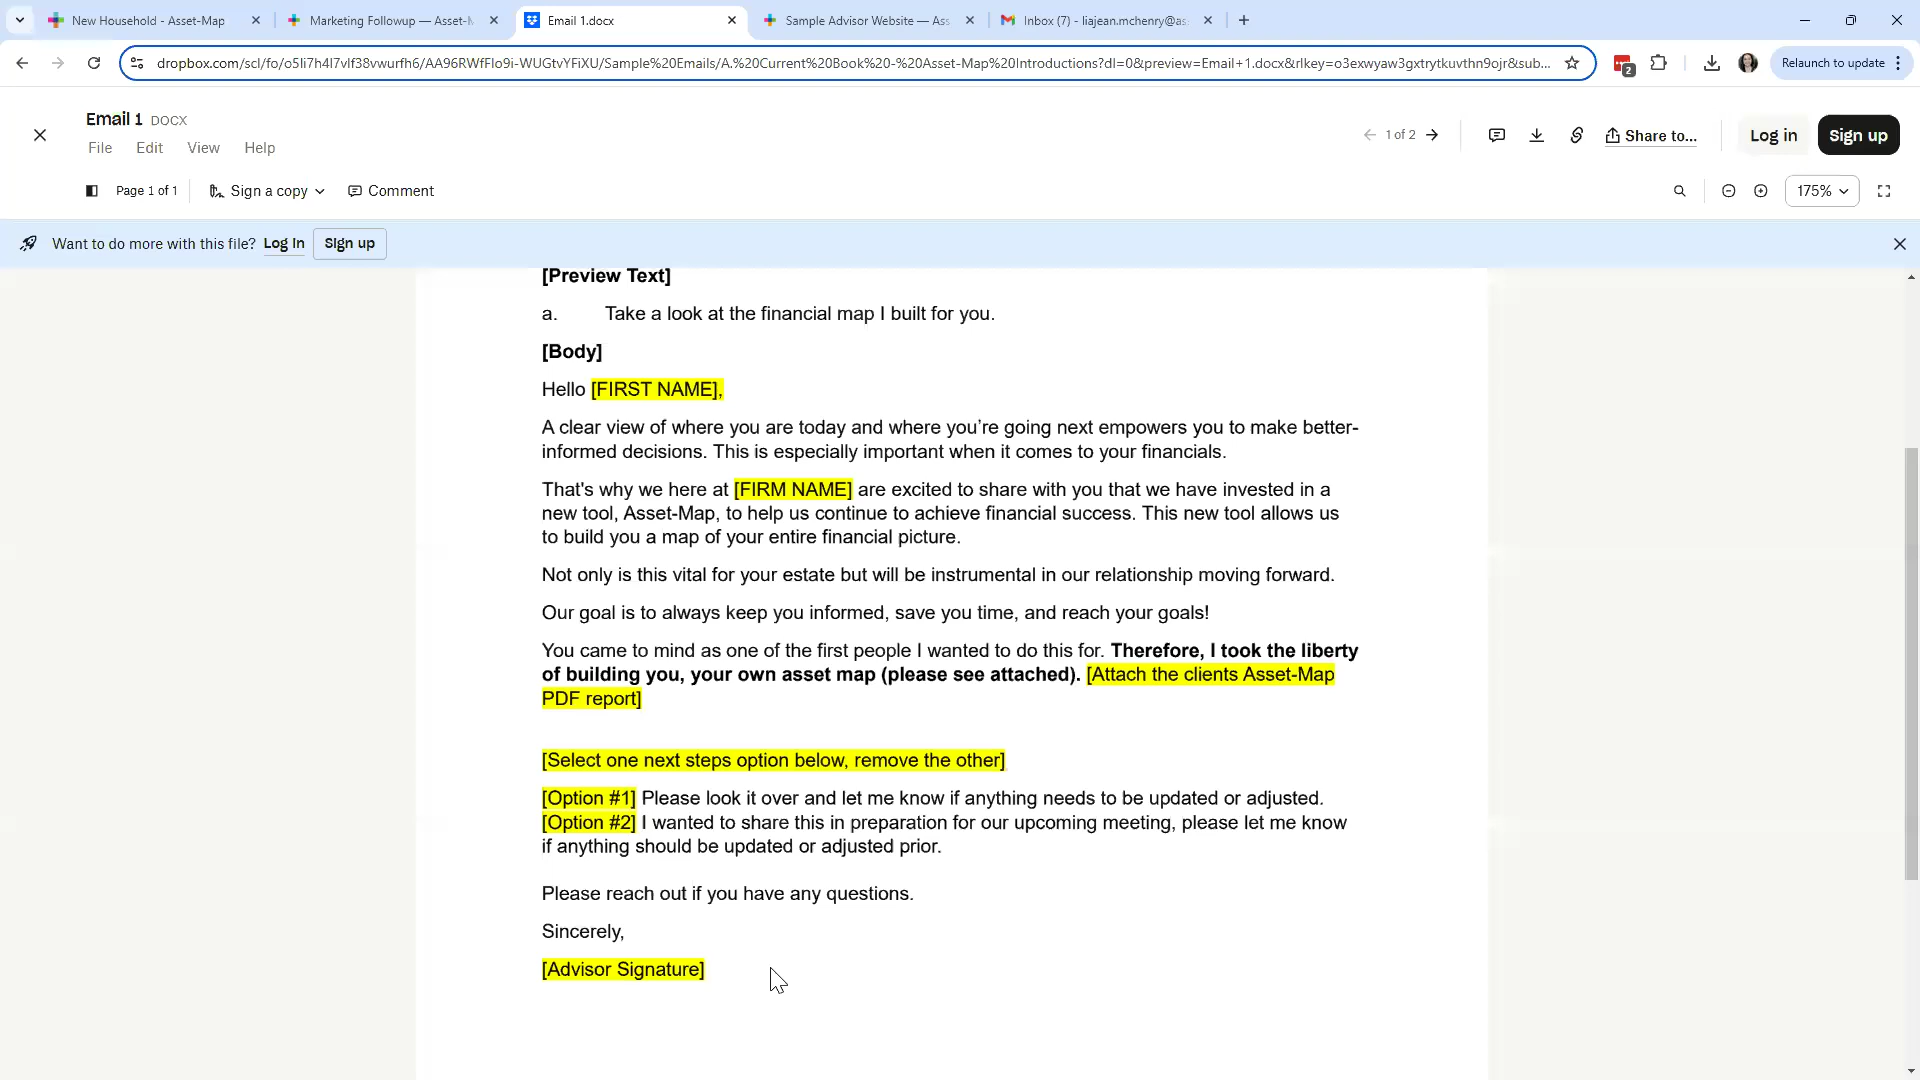 New Household - Asset-Map
Marketing Followup — Asset-M
Email 1.docx
Sample Advisor Website — Ass
Inbox (7) - liajean.mchenry@as
dropbox.com/scl/fo/o5li7h4l7vlf38vwurfh6/AA96RWfFlo9i-WUGtvYFiXU/Sample%20Emails/A.%20Current%20Book%20-%20Asset-Map%20Introductions?dl=0&preview=Email+1.docx&rlkey=o3exwyaw3gxtrytkuvthn9ojr&sub...
2
Relaunch to update
Email 1 DOCX
File Edit View Help
1 of 2
Share to...
Log in
Sign up
Page 1 of 1
Sign a copy
Comment
175%
Want to do more with this file? Log in Sign up
[Preview Text]
a. Take a look at the financial map I built for you.
[Body]
Hello [FIRST NAME],
A clear view of where you are today and where you’re going next empowers you to make better-
informed decisions. This is especially important when it comes to your financials.
That's why we here at [FIRM NAME] are excited to share with you that we have invested in a
new tool, Asset-Map, to help us continue to achieve financial success. This new tool allows us
to build you a map of your entire financial picture.
Not only is this vital for your estate but will be instrumental in our relationship moving forward.
Our goal is to always keep you informed, save you time, and reach your goals!
You came to mind as one of the first people I wanted to do this for. Therefore, I took the liberty
of building you, your own asset map (please see attached). [Attach the clients Asset-Map
PDF report]
[Select one next steps option below, remove the other]
[Option #1] Please look it over and let me know if anything needs to be updated or adjusted.
[Option #2] I wanted to share this in preparation for our upcoming meeting, please let me know
if anything should be updated or adjusted prior.
Please reach out if you have any questions.
Sincerely,
[Advisor Signature]